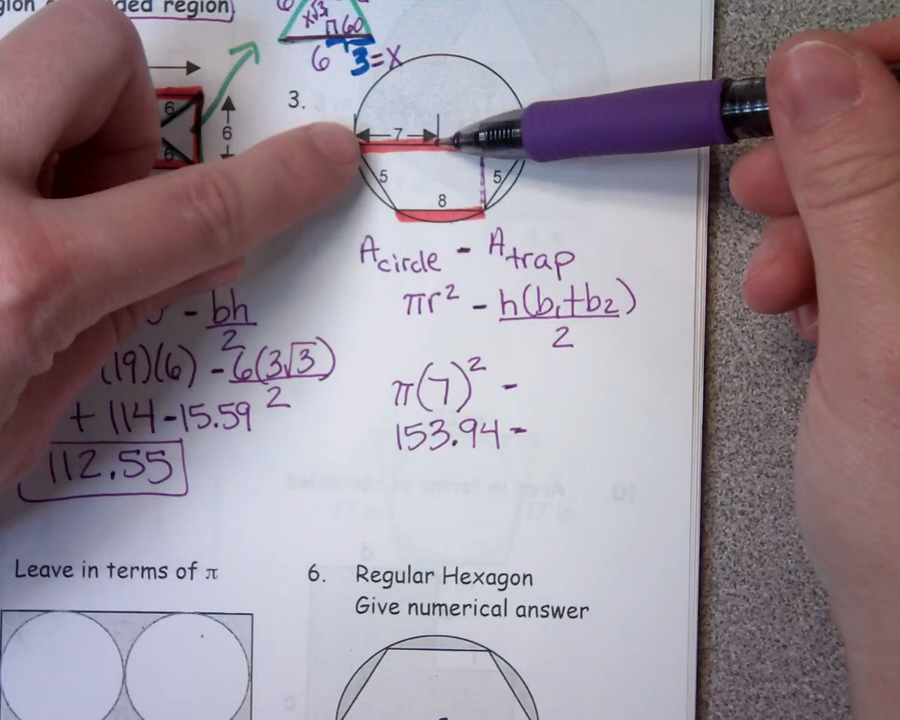 ded region
x√3 60
6 3=x
3.
6
6
6
7
5 5
8
A circle - A trap
πr² - h(b₁+b₂)
2
π(7)² -
153.94 -
- bh
2
(19)(6) - 6(3√3)
2
+ 114-15.59
112.55
Leave in terms of π
6. Regular Hexagon
Give numerical answer